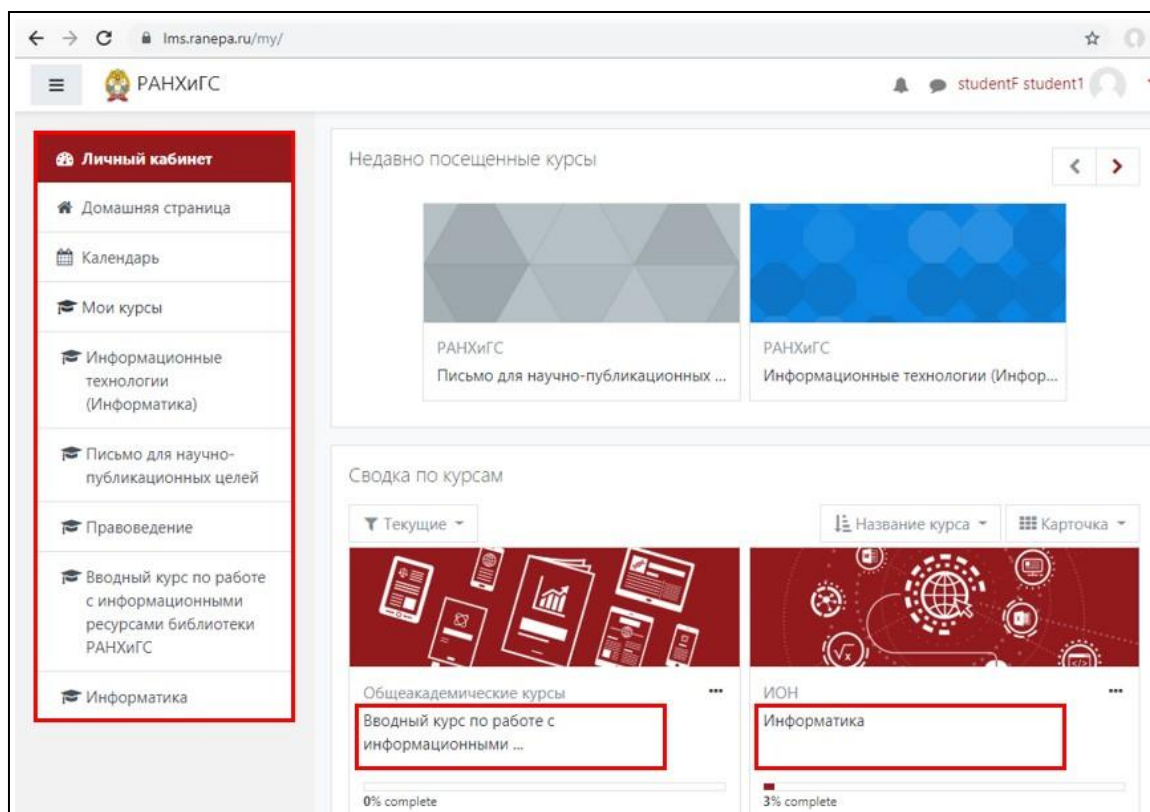 lms.ranepa.ru/my/
РАНХиГС
studentF student1
Личный кабинет
Домашняя страница
Календарь
Мои курсы
Информационные
технологии
(Информатика)
Письмо для научно-
публикационных целей
Правоведение
Вводный курс по работе
с информационными
ресурсами библиотеки
РАНХиГС
Информатика
Недавно посещенные курсы
РАНХиГС
Письмо для научно-публикационных ...
РАНХиГС
Информационные технологии (Инфор...
Сводка по курсам
Текущие
Название курса
Карточка
Общеакадемические курсы
Вводный курс по работе с
информационными ...
0% complete
ИОН
Информатика
3% complete